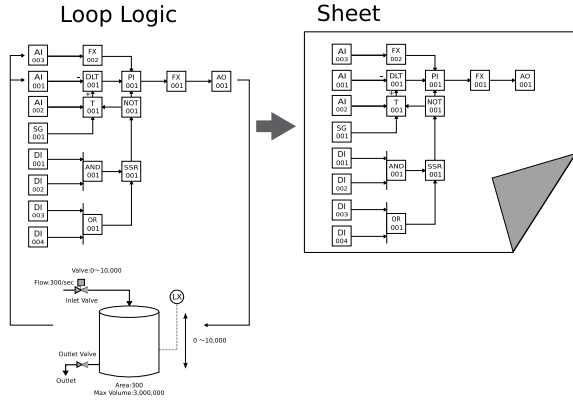 Loop Logic
Sheet
AI
003
FX
002
AI
001
-
DLT
001
PI
001
FX
001
AO
001
+
AI
002
T
001
NOT
001
SG
001
DI
001
AND
001
SSR
001
DI
002
DI
003
OR
001
DI
004
Valve:0～10,000
Flow:300/sec
Inlet Valve
LX
0 ～10,000
Outlet Valve
Outlet
Area:300
Max Volume:3,000,000
AI
003
FX
002
AI
001
-
DLT
001
PI
001
FX
001
AO
001
+
AI
002
T
001
NOT
001
SG
001
DI
001
AND
001
SSR
001
DI
002
DI
003
OR
001
DI
004